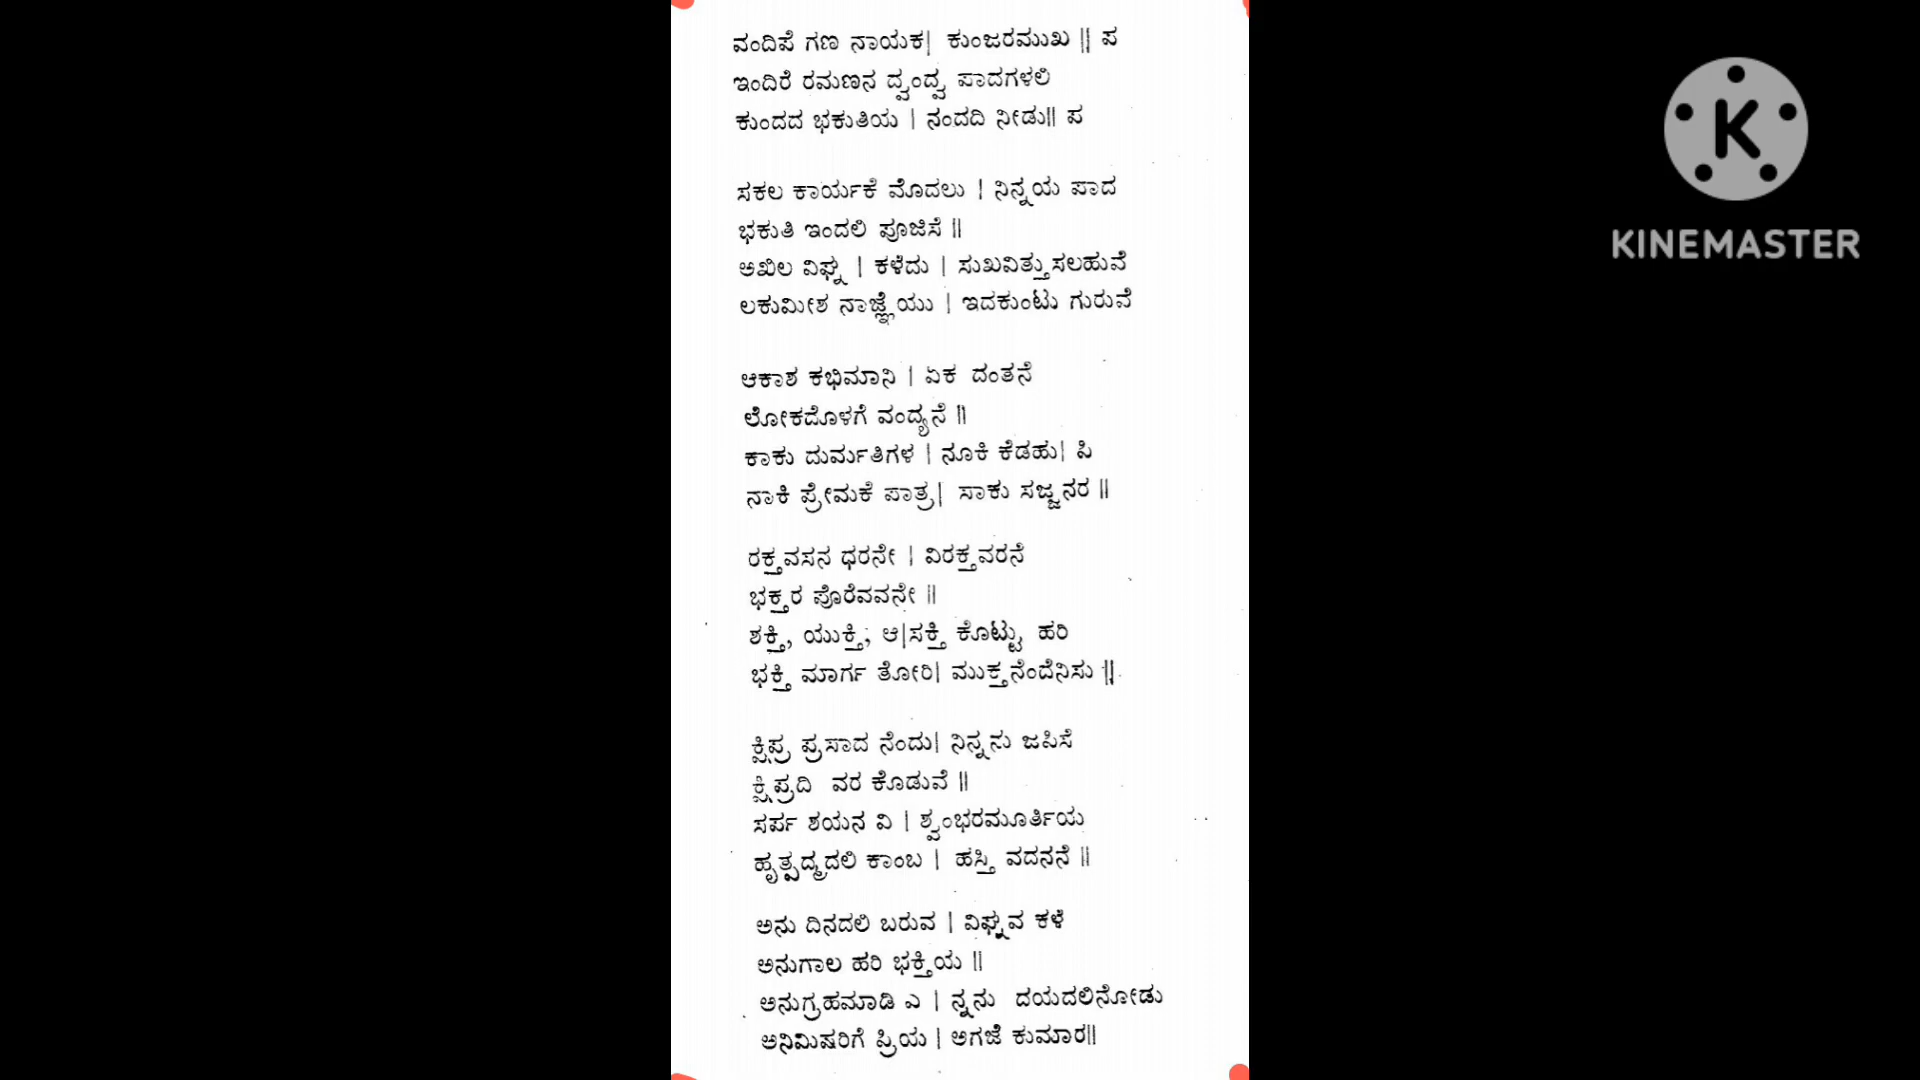 ವಂದಿಪೆ ಗಣ ನಾಯಕ| ಕುಂಜರಮುಖ || ಪ
ಇಂದಿರೆ ರಮಣನ ದ್ವಂದ್ವ ಪಾದಗಳಲಿ
ಕುಂದದ ಭಕುತಿಯ | ನಂದದಿ ನೀಡು|| ಪ
ಸಕಲ ಕಾರ್ಯಕೆ ಮೊದಲು | ನಿನ್ನಯ ಪಾದ
ಭಕುತಿ ಇಂದಲಿ ಪೂಜಿಸೆ ||
ಅಖಿಲ ವಿಘ್ನ | ಕಳೆದು | ಸುಖವಿತ್ತುಸಲಹುವೆ
ಲಕುಮೀಶ ನಾಜ್ಞೆಯು | ಇದಕುಂಟು ಗುರುವೆ
ಆಕಾಶ ಕಭಿಮಾನಿ | ಏಕ ದಂತನೆ
ಲೋಕದೊಳಗೆ ವಂದ್ಯನೆ ||
ಕಾಕು ದುರ್ಮತಿಗಳ | ನೂಕಿ ಕೆಡಹು| ಪಿ
ನಾಕಿ ಪ್ರೇಮಕೆ ಪಾತ್ರ| ಸಾಕು ಸಜ್ಜನರ ||
ರಕ್ತವಸನ ಧರನೇ | ವಿರಕ್ತವರನೆ
ಭಕ್ತರ ಪೊರೆವವನೇ ||
ಶಕ್ತಿ, ಯುಕ್ತಿ, ಆ|ಸಕ್ತಿ ಕೊಟ್ಟು ಹರಿ
ಭಕ್ತಿ ಮಾರ್ಗ ತೋರಿ| ಮುಕ್ತನೆಂದೆನಿಸು ||
ಕ್ಷಿಪ್ರ ಪ್ರಸಾದ ನೆಂದು| ನಿನ್ನನು ಜಪಿಸೆ
ಕ್ಷಿಪ್ರದಿ ವರ ಕೊಡುವೆ ||
ಸರ್ಪ ಶಯನ ವಿ | ಶ್ವಂಭರಮೂರ್ತಿಯ
ಹೃತ್ಪದ್ಮದಲಿ ಕಾಂಬ | ಹಸ್ತಿ ವದನನೆ ||
ಅನು ದಿನದಲಿ ಬರುವ | ವಿಘ್ನವ ಕಳೆ
ಅನುಗಾಲ ಹರಿ ಭಕ್ತಿಯ ||
ಅನುಗ್ರಹಮಾಡಿ ಎ | ನ್ನನು ದಯದಲಿನೋಡು
ಅನಿಮಿಷರಿಗೆ ಪ್ರಿಯ | ಅಗಜೆ ಕುಮಾರ||
K
KINEMASTER